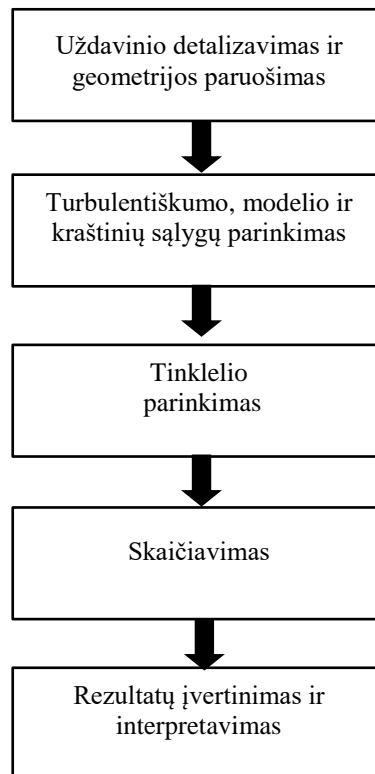 Uždavinio detalizavimas ir
geometrijos paruošimas
Turbulentiškumo, modelio ir
kraštinių sąlygų parinkimas
Tinklelio
parinkimas
Skaičiavimas
Rezultatų įvertinimas ir
interpretavimas